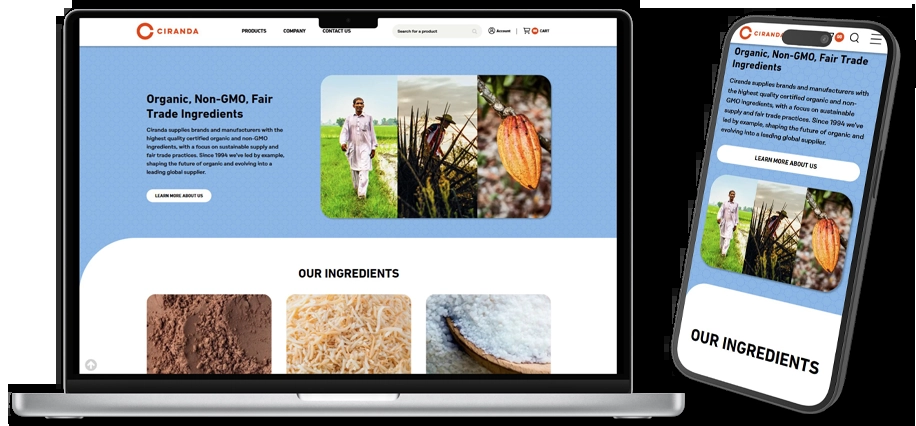 CIRANDA
PRODUCTS COMPANY CONTACT US
Search for a product
Account
CART
Organic, Non-GMO, Fair
Trade Ingredients
Ciranda supplies brands and manufacturers with the
highest quality certified organic and non-GMO
ingredients, with a focus on sustainable supply and
fair trade practices. Since 1994 we've led by example,
shaping the future of organic and evolving into a
leading global supplier.
LEARN MORE ABOUT US
OUR INGREDIENTS
CIRANDA
Organic, Non-GMO, Fair Trade
Ingredients
Ciranda supplies brands and manufacturers with
the highest quality certified organic and non-
GMO ingredients, with a focus on sustainable
supply and fair trade practices. Since 1994 we've
led by example, shaping the future of organic and
evolving into a leading global supplier.
LEARN MORE ABOUT US
OUR INGREDIENTS